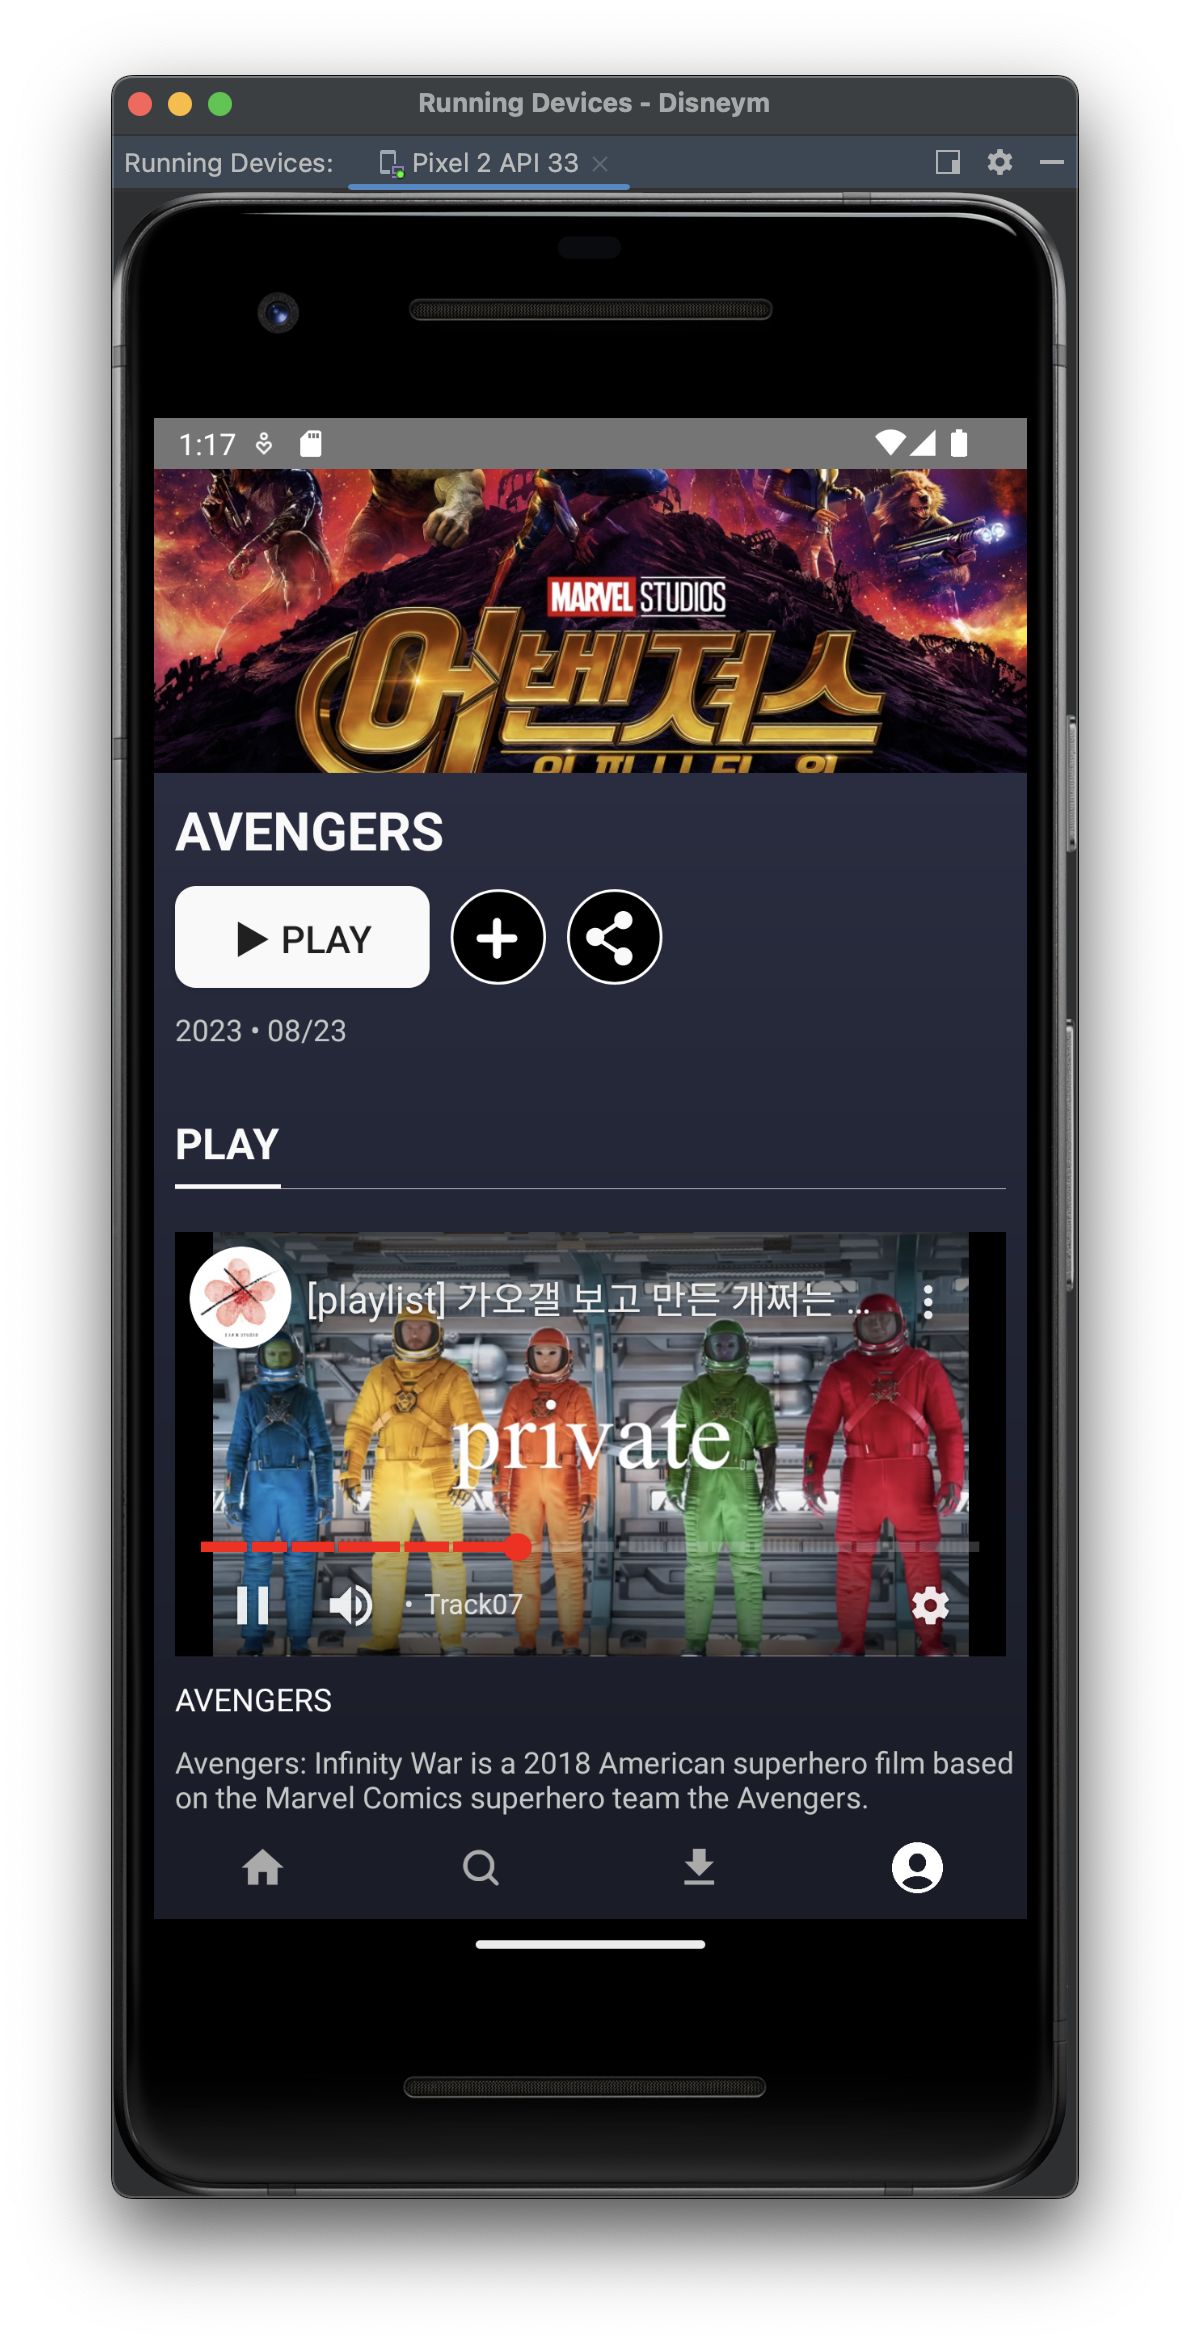 Running Devices - Disneym
Running Devices: Pixel 2 API 33
1:17
MARVEL STUDIOS
어벤져스
AVENGERS
PLAY
2023 • 08/23
PLAY
[playlist] 가오갤 보고 만든 개쩌는 ...
private
• Track07
AVENGERS
Avengers: Infinity War is a 2018 American superhero film based
on the Marvel Comics superhero team the Avengers.